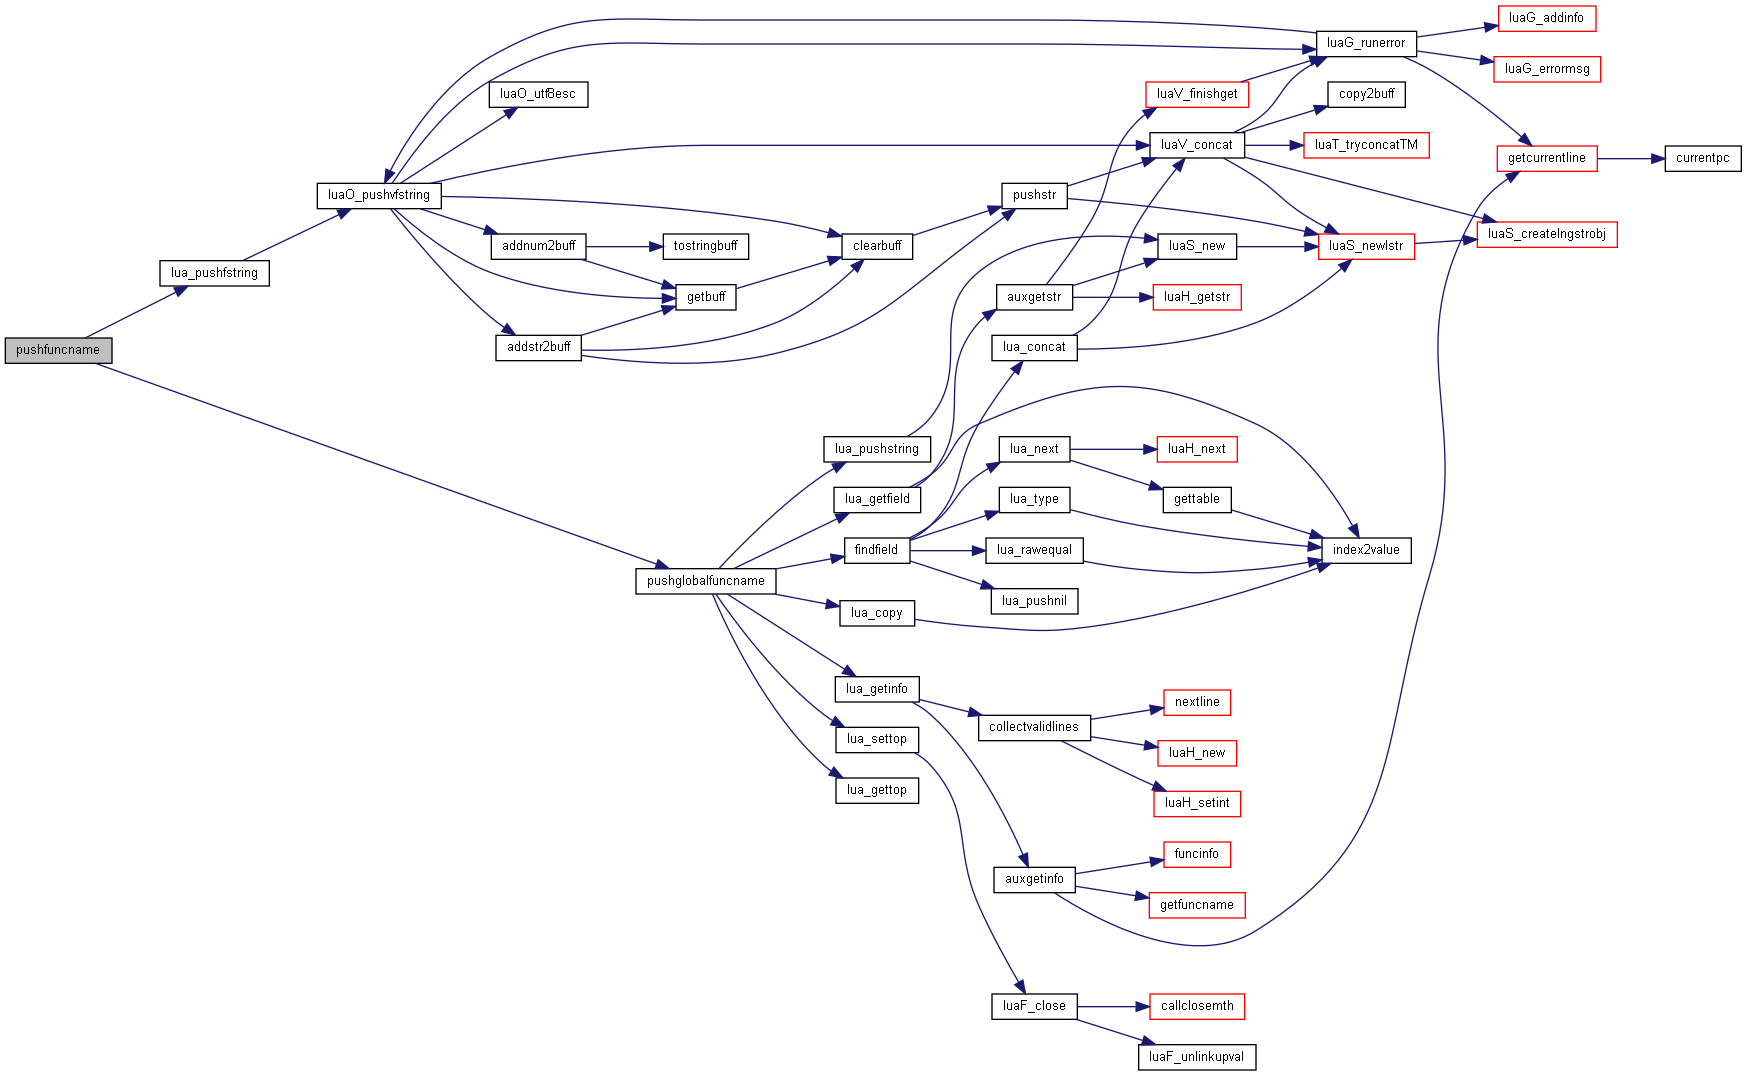 luaG_addinfo
luaG_runerror
luaG_errormsg
luaO_utf8esc
luaV_finishget
copy2buff
luaV_concat
luaT_tryconcatTM
getcurrentline
currentpc
luaO_pushvfstring
pushstr
luaS_createlngstrobj
addnum2buff
tostringbuff
clearbuff
luaS_new
luaS_newlstr
lua_pushfstring
getbuff
auxgetstr
luaH_getstr
pushfuncname
addstr2buff
lua_concat
lua_pushstring
lua_next
luaH_next
lua_getfield
lua_type
gettable
findfield
lua_rawequal
index2value
pushglobalfuncname
lua_pushnil
lua_copy
lua_getinfo
nextline
collectvalidlines
lua_settop
luaH_new
lua_gettop
luaH_setint
funcinfo
auxgetinfo
getfuncname
luaF_close
callclosemth
luaF_unlinkupval